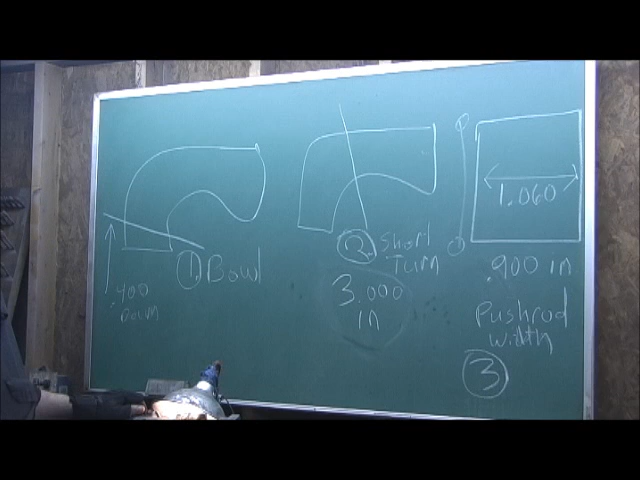 1. Bowl
.400
Down
2. Short
Turn
3.000
in
1.060
.900 in
Pushrod
width
3